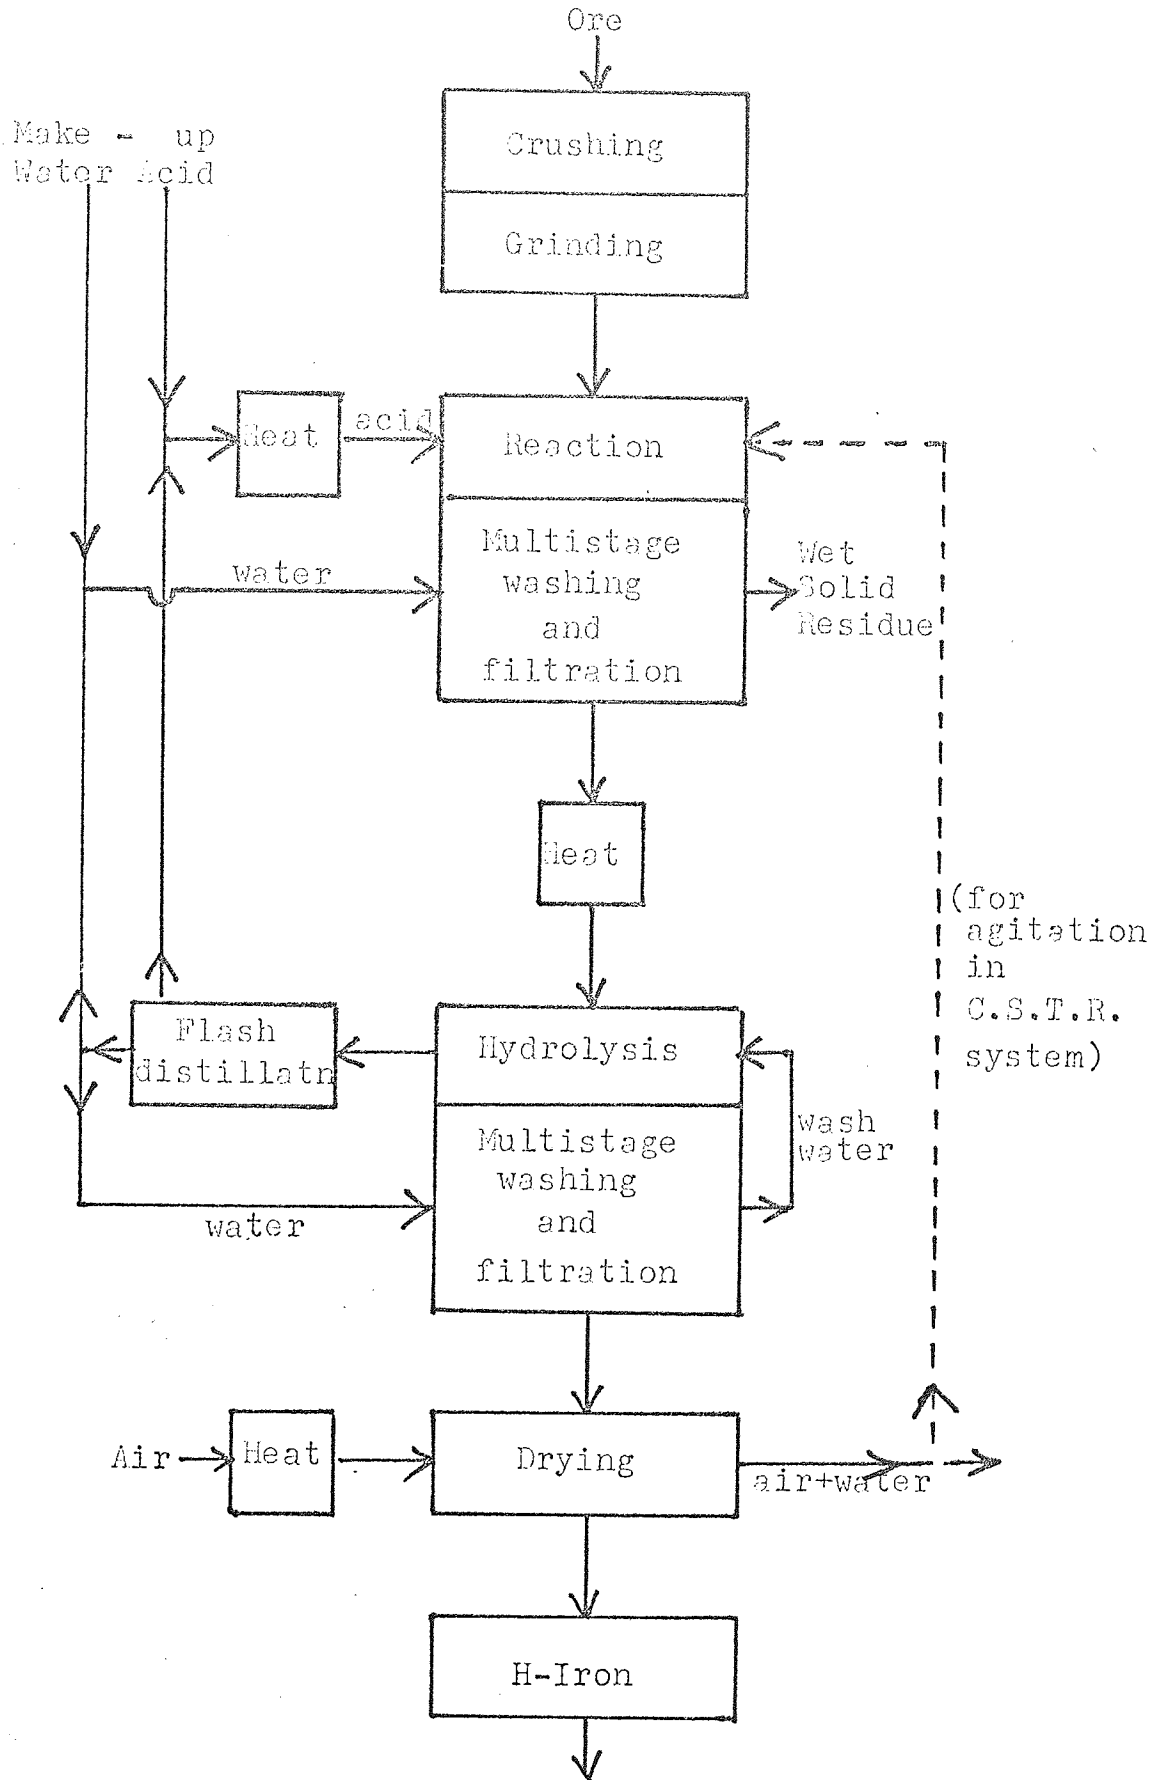 Ore
Make - up
Water Acid
Crushing
Grinding
Heat
acid
Reaction
water
Multistage
washing
and
filtration
Wet
Solid
Residue
Heat
(for
agitation
in
C.S.T.R.
system)
Flash
distillatn
Hydrolysis
wash
water
Multistage
washing
and
filtration
water
Air
Heat
Drying
air+water
H-Iron